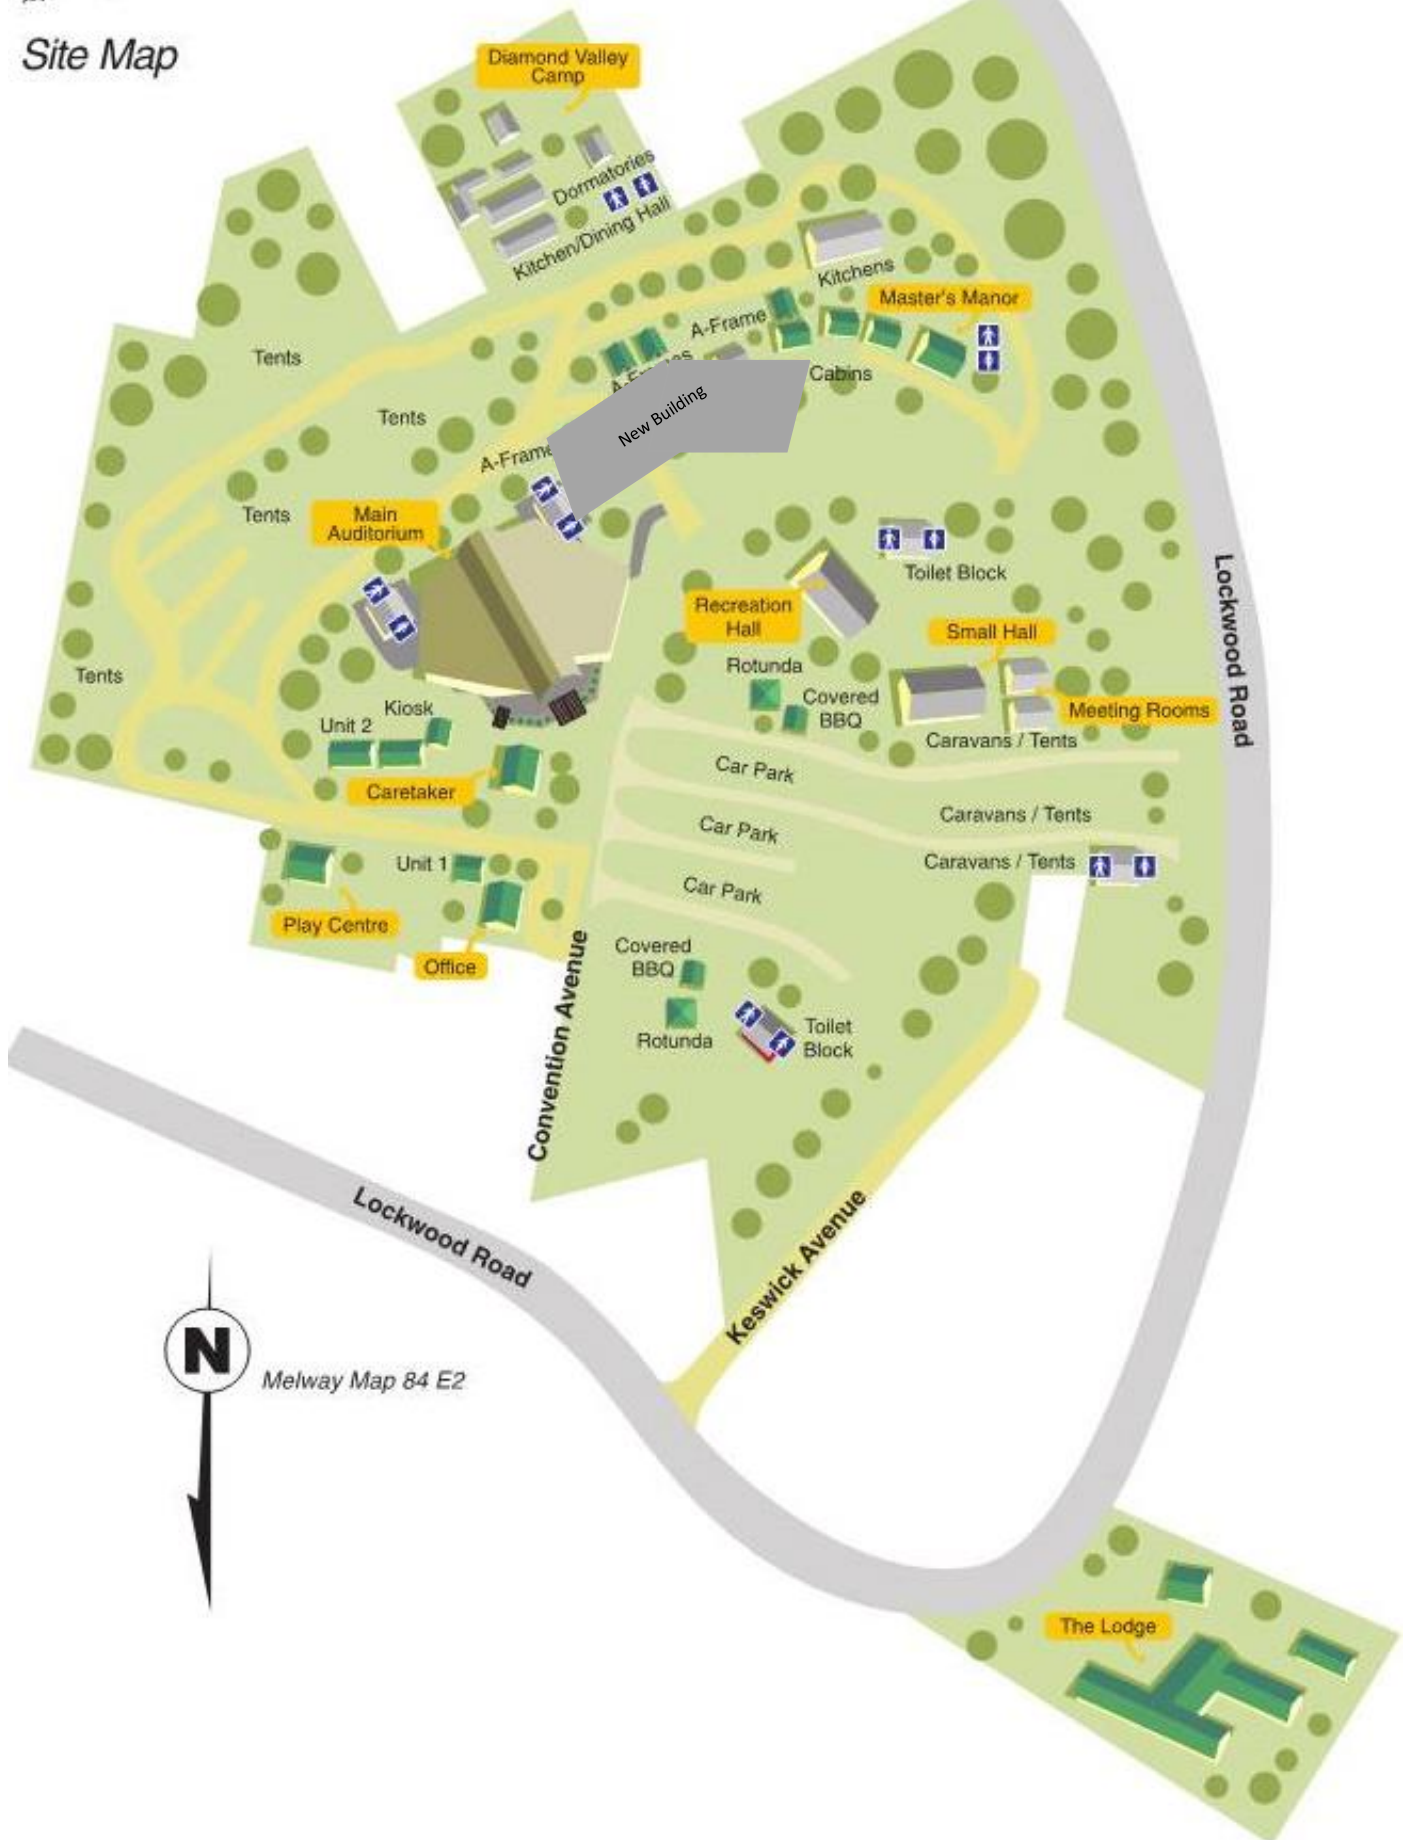 Site Map
Diamond Valley
Camp
Dormatories
Kitchen/Dining Hall
Kitchens
Master's Manor
A-Frame
Cabins
New Building
Tents
Tents
A-Frame
Tents
Main
Auditorium
Toilet Block
Recreation
Hall
Small Hall
Lockwood Road
Rotunda
Covered
BBQ
Meeting Rooms
Tents
Kiosk
Unit 2
Caravans / Tents
Car Park
Caretaker
Caravans / Tents
Car Park
Unit 1
Caravans / Tents
Car Park
Play Centre
Office
Convention Avenue
Covered
BBQ
Rotunda
Toilet
Block
Lockwood Road
Keswick Avenue
N
Melway Map 84 E2
The Lodge